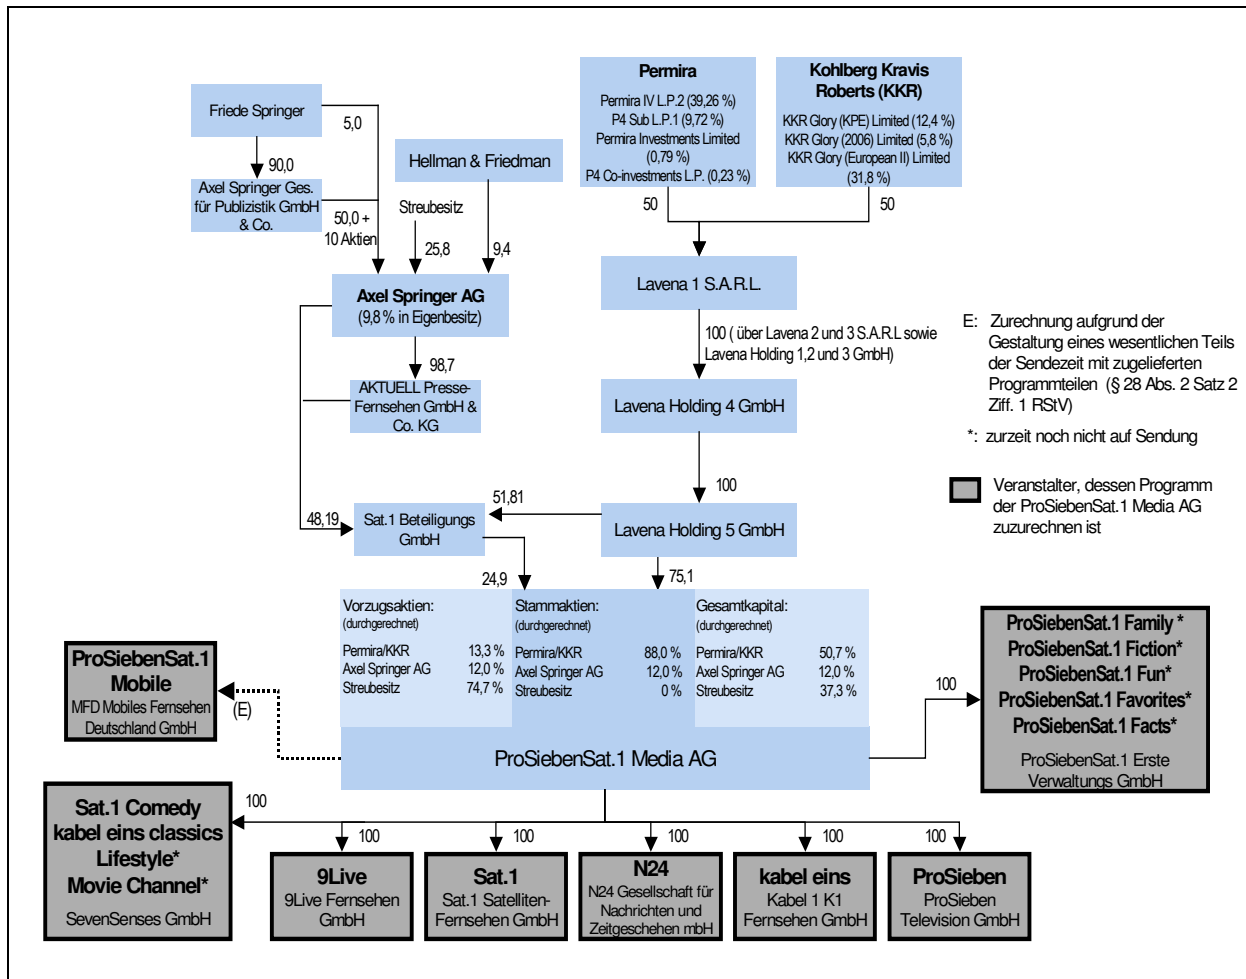 Friede Springer
5,0
90,0
Axel Springer Ges.
für Publizistik GmbH
& Co.
50,0 +
10 Aktien
Hellman & Friedman
Streubesitz
25,8
9,4
Axel Springer AG
(9,8 % in Eigenbesitz)
98,7
AKTUELL Presse-
Fernsehen GmbH &
Co. KG
48,19
Sat.1 Beteiligungs
GmbH
51,81
24,9
Permira
Permira IV L.P.2 (39,26 %)
P4 Sub L.P.1 (9,72 %)
Permira Investments Limited
(0,79 %)
P4 Co-investments L.P. (0,23 %)
50
Kohlberg Kravis
Roberts (KKR)
KKR Glory (KPE) Limited (12,4 %)
KKR Glory (2006) Limited (5,8 %)
KKR Glory (European II) Limited
(31,8 %)
50
Lavena 1 S.A.R.L.
100 ( über Lavena 2 und 3 S.A.R.L sowie
Lavena Holding 1,2 und 3 GmbH)
Lavena Holding 4 GmbH
100
Lavena Holding 5 GmbH
75,1
E: Zurechnung aufgrund der
Gestaltung eines wesentlichen Teils
der Sendezeit mit zugelieferten
Programmteilen (§ 28 Abs. 2 Satz 2
Ziff. 1 RStV)
*: zurzeit noch nicht auf Sendung
Veranstalter, dessen Programm
der ProSiebenSat.1 Media AG
zuzurechnen ist
Vorzugsaktien:
(durchgerechnet)
Permira/KKR 13,3 %
Axel Springer AG 12,0 %
Streubesitz 74,7 %
Stammaktien:
(durchgerechnet)
Permira/KKR 88,0 %
Axel Springer AG 12,0 %
Streubesitz 0 %
Gesamtkapital:
(durchgerechnet)
Permira/KKR 50,7 %
Axel Springer AG 12,0 %
Streubesitz 37,3 %
ProSiebenSat.1 Media AG
ProSiebenSat.1
Mobile
MFD Mobiles Fernsehen
Deutschland GmbH
(E)
100
ProSiebenSat.1 Family *
ProSiebenSat.1 Fiction*
ProSiebenSat.1 Fun*
ProSiebenSat.1 Favorites*
ProSiebenSat.1 Facts*
ProSiebenSat.1 Erste
Verwaltungs GmbH
100
Sat.1 Comedy
kabel eins classics
Lifestyle*
Movie Channel*
SevenSenses GmbH
100
9Live
9Live Fernsehen
GmbH
100
Sat.1
Sat.1 Satelliten-
Fernsehen GmbH
100
N24
N24 Gesellschaft für
Nachrichten und
Zeitgeschehen mbH
100
kabel eins
Kabel 1 K1
Fernsehen GmbH
100
ProSieben
ProSieben
Television GmbH